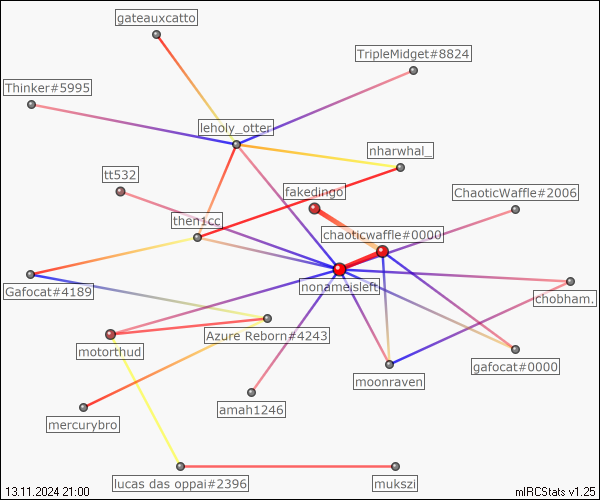 gateauxcatto
TripleMidget#8824
Thinker#5995
leholy_otter
nharwhal_
tt532
fakedingo
ChaoticWaffle#2006
then1cc
chaoticwaffle#0000
nonameisleft
Gafocat#4189
chobham.
Azure Reborn#4243
motorthud
gafocat#0000
moonraven
amah1246
mercurybro
lucas das oppai#2396
mukszi
13.11.2024 21:00
mIRCStats v1.25